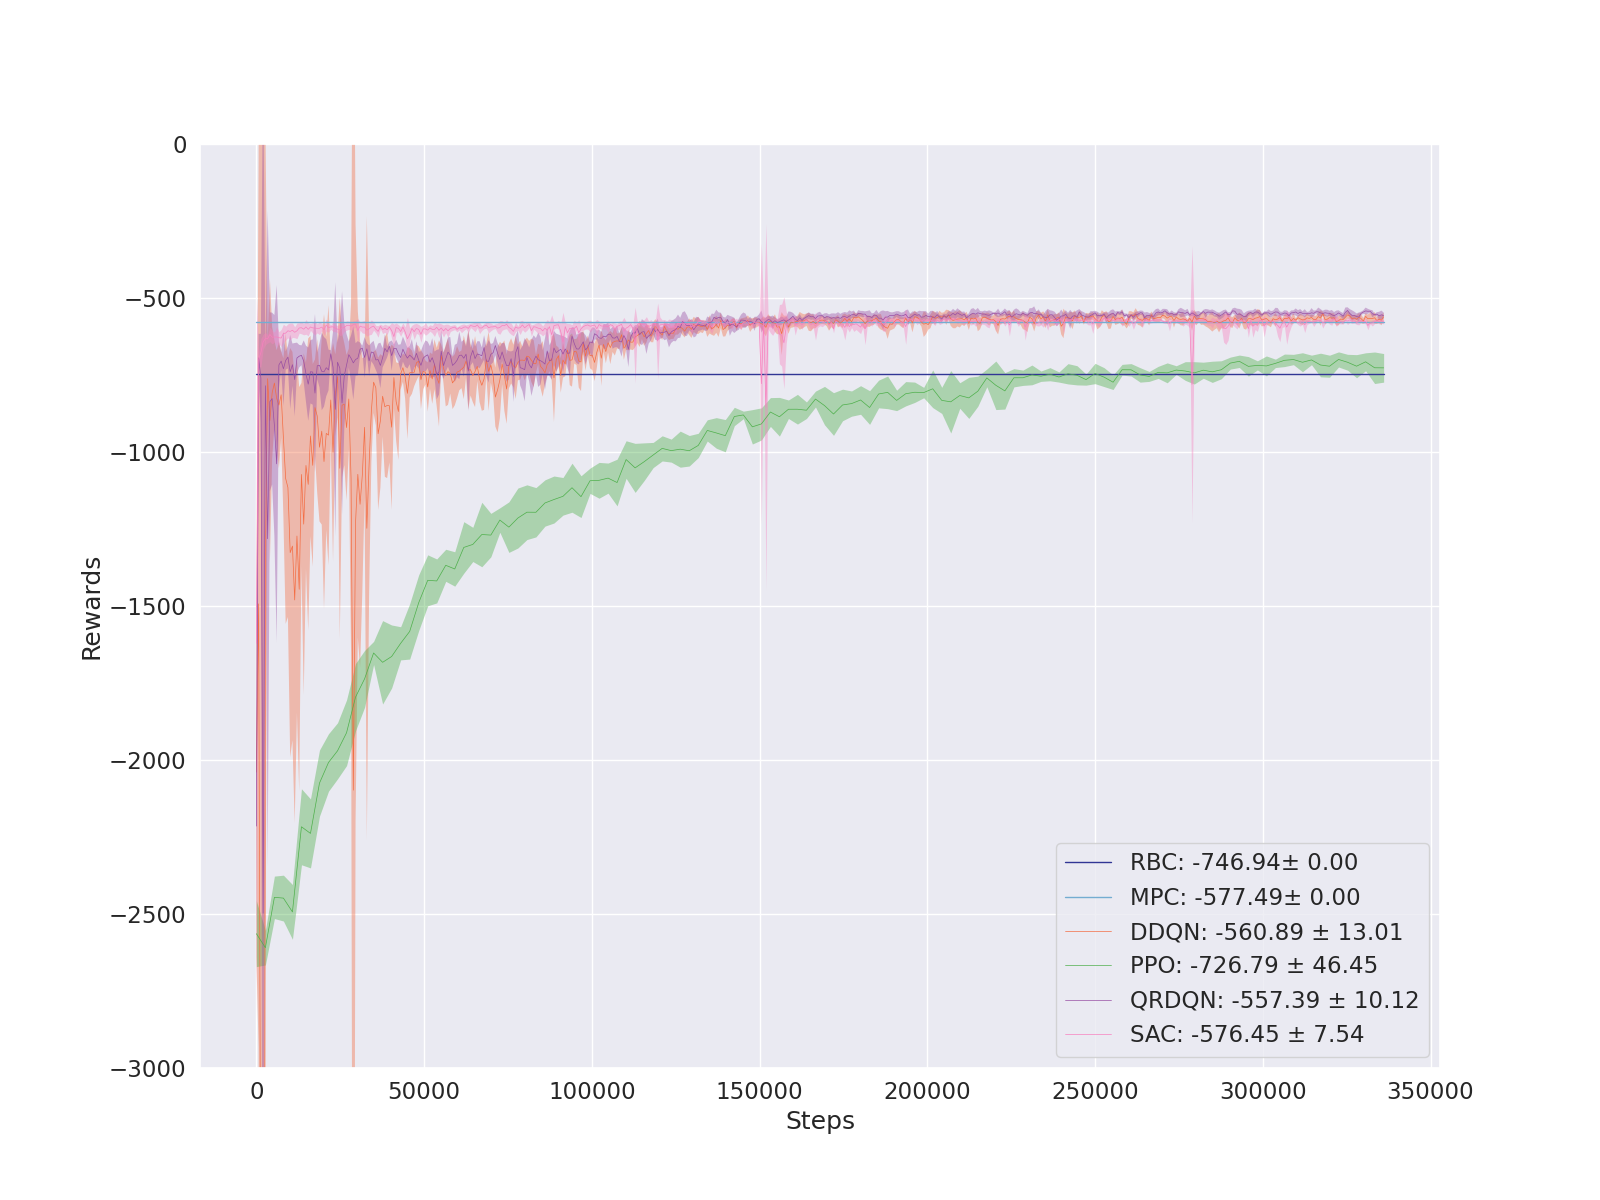 0
−500
−1000
−1500
−2000
−2500
−3000
Rewards
0
50000
100000
150000
200000
250000
300000
350000
Steps
RBC: -746.94± 0.00
MPC: -577.49± 0.00
DDQN: -560.89 ± 13.01
PPO: -726.79 ± 46.45
QRDQN: -557.39 ± 10.12
SAC: -576.45 ± 7.54